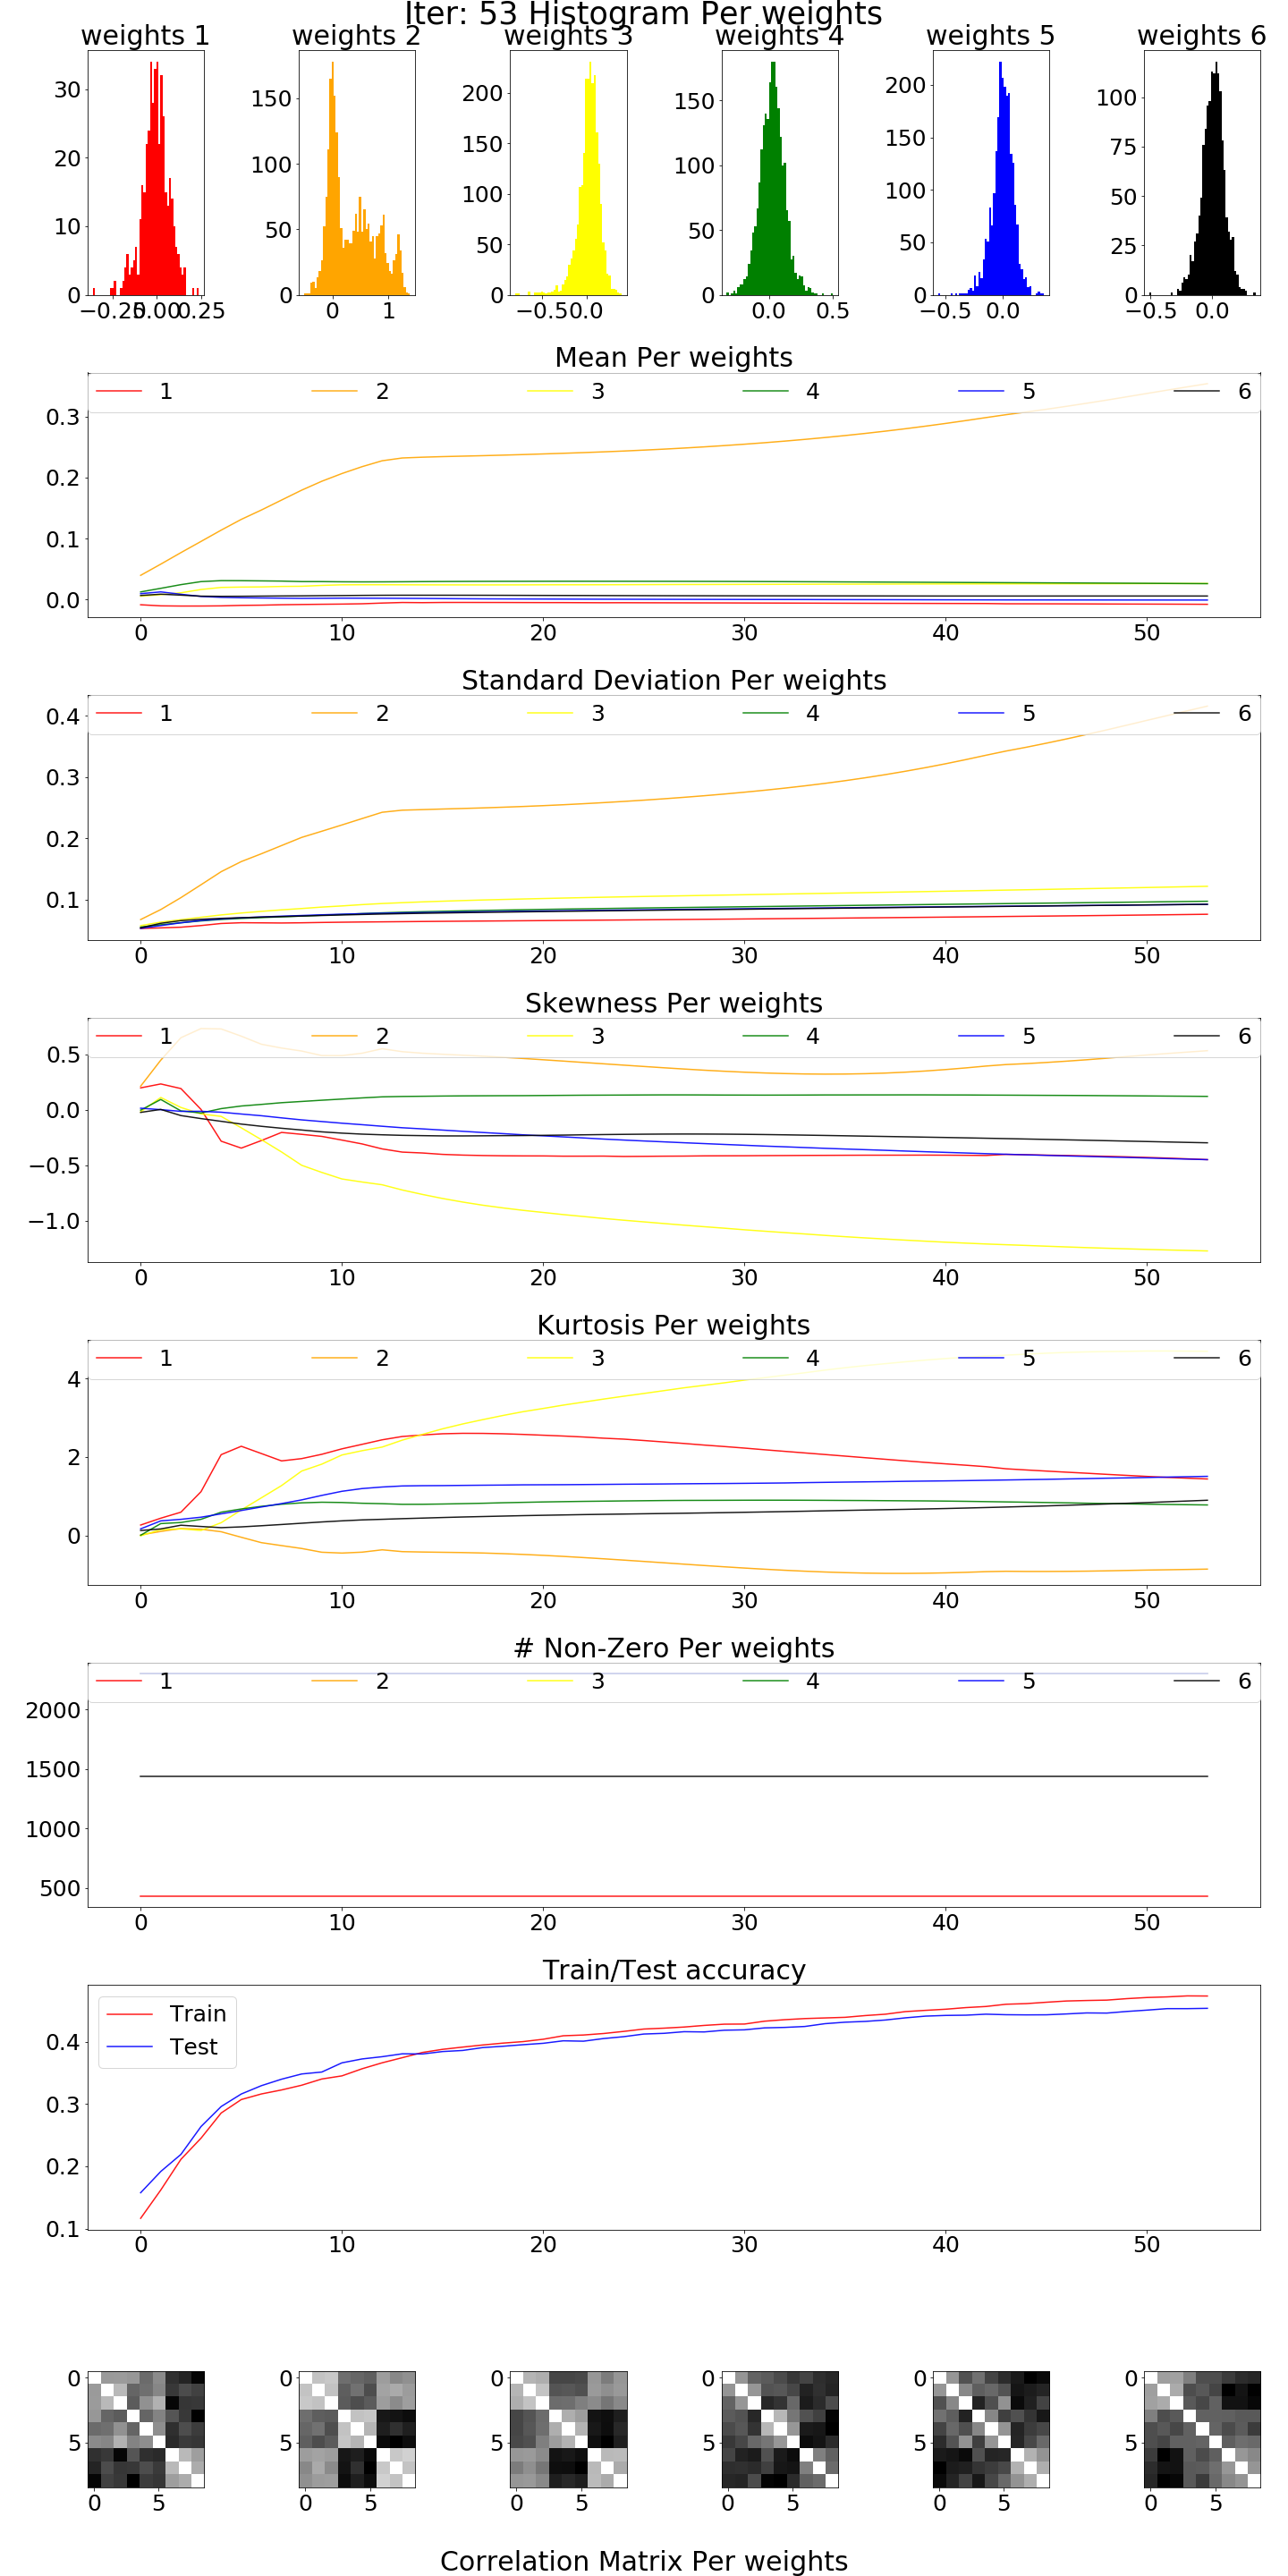 Iter: 53 Histogram Per weights
weights 1 weights 2 weights 3 weights 4 weights 5 weights 6
30 20 10 0
−0.25 0.00 0.25
150 100 50 0
0 1
200 150 100 50 0
−0.5 0.0
150 100 50 0
0.0 0.5
200 150 100 50 0
−0.5 0.0
100 75 50 25 0
−0.5 0.0
Mean Per weights
1 2 3 4 5 6
0.3
0.2
0.1
0.0
0 10 20 30 40 50
Standard Deviation Per weights
1 2 3 4 5 6
0.4
0.3
0.2
0.1
0 10 20 30 40 50
Skewness Per weights
1 2 3 4 5 6
0.5
0.0
−0.5
−1.0
0 10 20 30 40 50
Kurtosis Per weights
1 2 3 4 5 6
4
2
0
0 10 20 30 40 50
# Non-Zero Per weights
1 2 3 4 5 6
2000
1500
1000
500
0 10 20 30 40 50
Train/Test accuracy
Train
Test
0.4
0.3
0.2
0.1
0 10 20 30 40 50
0 0 0 0 0 0
5 5 5 5 5 5
0 5 0 5 0 5 0 5 0 5 0 5
Correlation Matrix Per weights